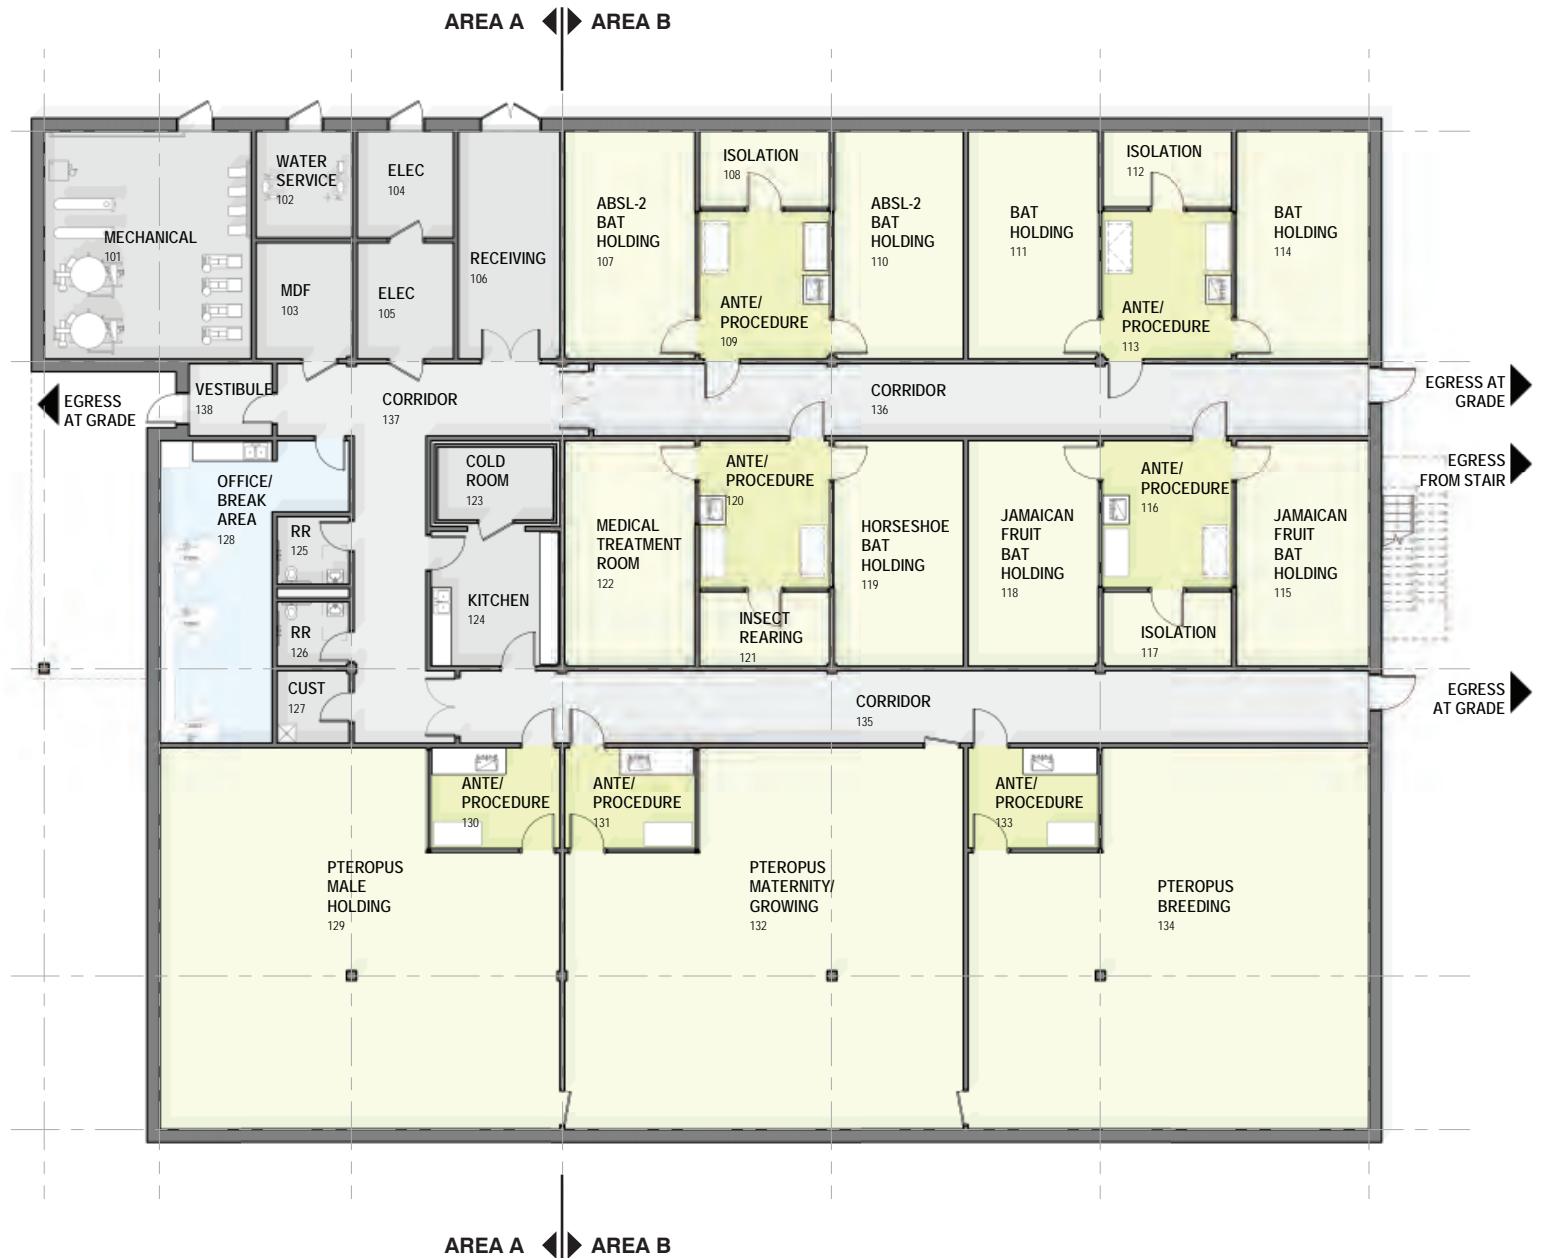 AREA A
AREA B
MECHANICAL
101
WATER
SERVICE
102
MDF
103
ELEC
104
ELEC
105
RECEIVING
106
ABSL-2
BAT
HOLDING
107
ISOLATION
108
ANTE/
PROCEDURE
109
ABSL-2
BAT
HOLDING
110
BAT
HOLDING
111
ISOLATION
112
ANTE/
PROCEDURE
113
BAT
HOLDING
114
EGRESS
AT GRADE
VESTIBULE
138
CORRIDOR
137
CORRIDOR
136
EGRESS AT
GRADE
OFFICE/
BREAK
AREA
128
RR
125
RR
126
CUST
127
COLD
ROOM
123
KITCHEN
124
MEDICAL
TREATMENT
ROOM
122
ANTE/
PROCEDURE
120
INSECT
REARING
121
HORSESHOE
BAT
HOLDING
119
JAMAICAN
FRUIT
BAT
HOLDING
118
ANTE/
PROCEDURE
116
ISOLATION
117
JAMAICAN
FRUIT
BAT
HOLDING
115
EGRESS
FROM STAIR
CORRIDOR
135
EGRESS
AT GRADE
ANTE/
PROCEDURE
130
ANTE/
PROCEDURE
131
ANTE/
PROCEDURE
133
PTEROPUS
MALE
HOLDING
129
PTEROPUS
MATERNITY/
GROWING
132
PTEROPUS
BREEDING
134
AREA A
AREA B